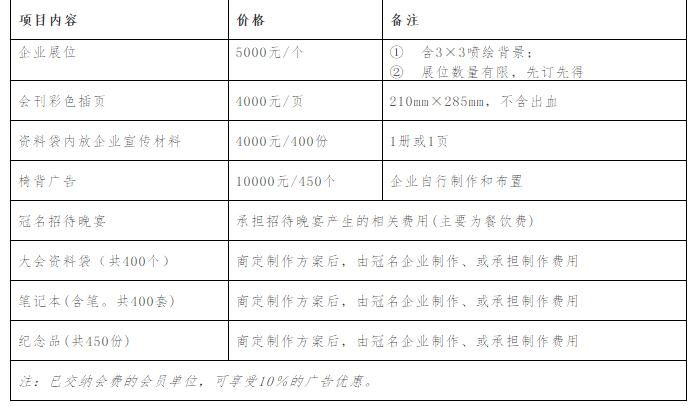 项目内容 价格 备注
企业展位 5000元/个 ① 含3×3喷绘背景；
② 展位数量有限，先订先得
会刊彩色插页 4000元/页 210mm×285mm，不含出血
资料袋内放企业宣传材料 4000元/400份 1册或1页
椅背广告 10000元/450个 企业自行制作和布置
冠名招待晚宴 承担招待晚宴产生的相关费用(主要为餐饮费)
大会资料袋（共400个） 商定制作方案后，由冠名企业制作、或承担制作费用
笔记本(含笔。共400套) 商定制作方案后，由冠名企业制作、或承担制作费用
纪念品(共450份) 商定制作方案后，由冠名企业制作、或承担制作费用
注：已交纳会费的会员单位，可享受10%的广告优惠。